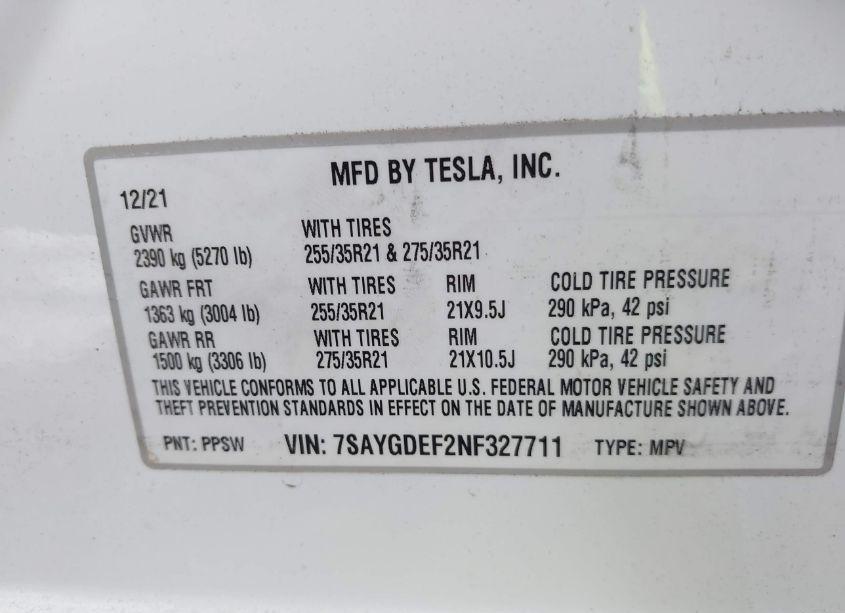 MFD BY TESLA, INC.
12/21
GVWR WITH TIRES
2390 kg (5270 lb) 255/35R21 & 275/35R21
GAWR FRT WITH TIRES RIM COLD TIRE PRESSURE
1363 kg (3004 lb) 255/35R21 21X9.5J 290 kPa, 42 psi
GAWR RR WITH TIRES RIM COLD TIRE PRESSURE
1500 kg (3306 lb) 275/35R21 21X10.5J 290 kPa, 42 psi
THIS VEHICLE CONFORMS TO ALL APPLICABLE U.S. FEDERAL MOTOR VEHICLE SAFETY AND
THEFT PREVENTION STANDARDS IN EFFECT ON THE DATE OF MANUFACTURE SHOWN ABOVE.
PNT: PPSW VIN: 7SAYGDEF2NF327711 TYPE: MPV